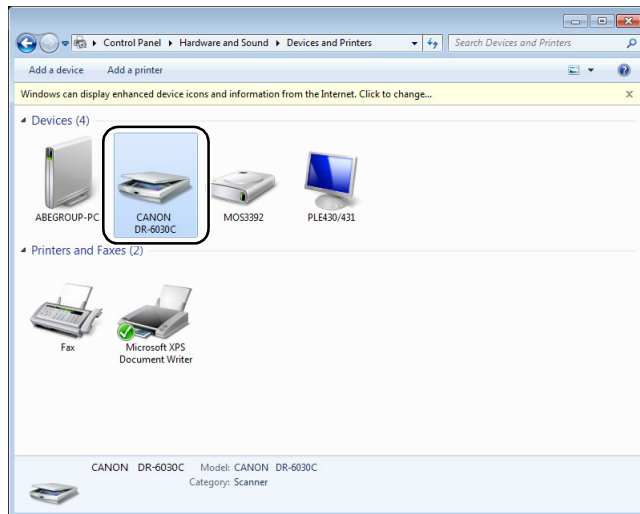 Control Panel Hardware and Sound Devices and Printers Search Devices and Printers
Add a device Add a printer
Windows can display enhanced device icons and information from the Internet. Click to change... x
Devices (4)
ABEGROUP-PC CANON DR-6030C MOS3392 PLE430/431
Printers and Faxes (2)
Fax Microsoft XPS Document Writer
CANON DR-6030C Model: CANON DR-6030C
Category: Scanner